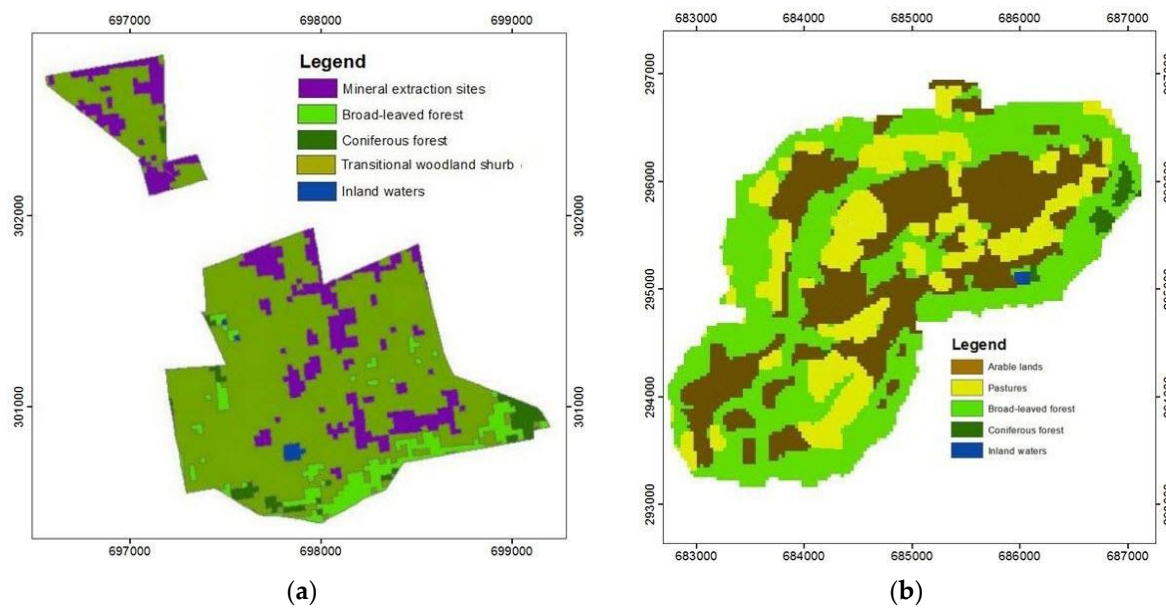 697000 698000 699000
Legend
Mineral extraction sites
Broad-leaved forest
Coniferous forest
Transitional woodland shurb
Inland waters
302000 302000
301000 301000
697000 698000 699000
(a)
683000 684000 685000 686000 687000
297000 297000
296000 296000
295000
Legend
Arable lands
Pastures
Broad-leaved forest
Coniferous forest
Inland waters
294000
293000
683000 684000 685000 686000 687000
(b)